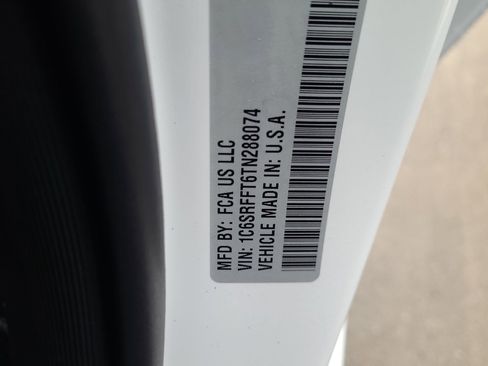 MFD BY: FCA US LLC
VIN: 1C6SRFFT6TN288074
VEHICLE MADE IN: U.S.A.